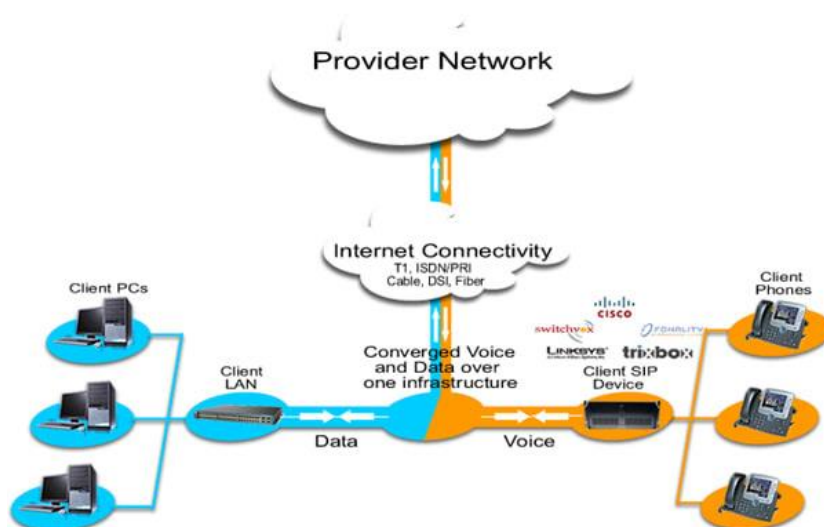 Provider Network
Internet Connectivity
T1, ISDN/PRI
Cable, DSl, Fiber
Client PCs
Client
Phones
CISCO
switchvox
FONALITY
LINKSYS®
trixbox
Client
LAN
Converged Voice
and Data over
one infrastructure
Client SIP
Device
Data
Voice